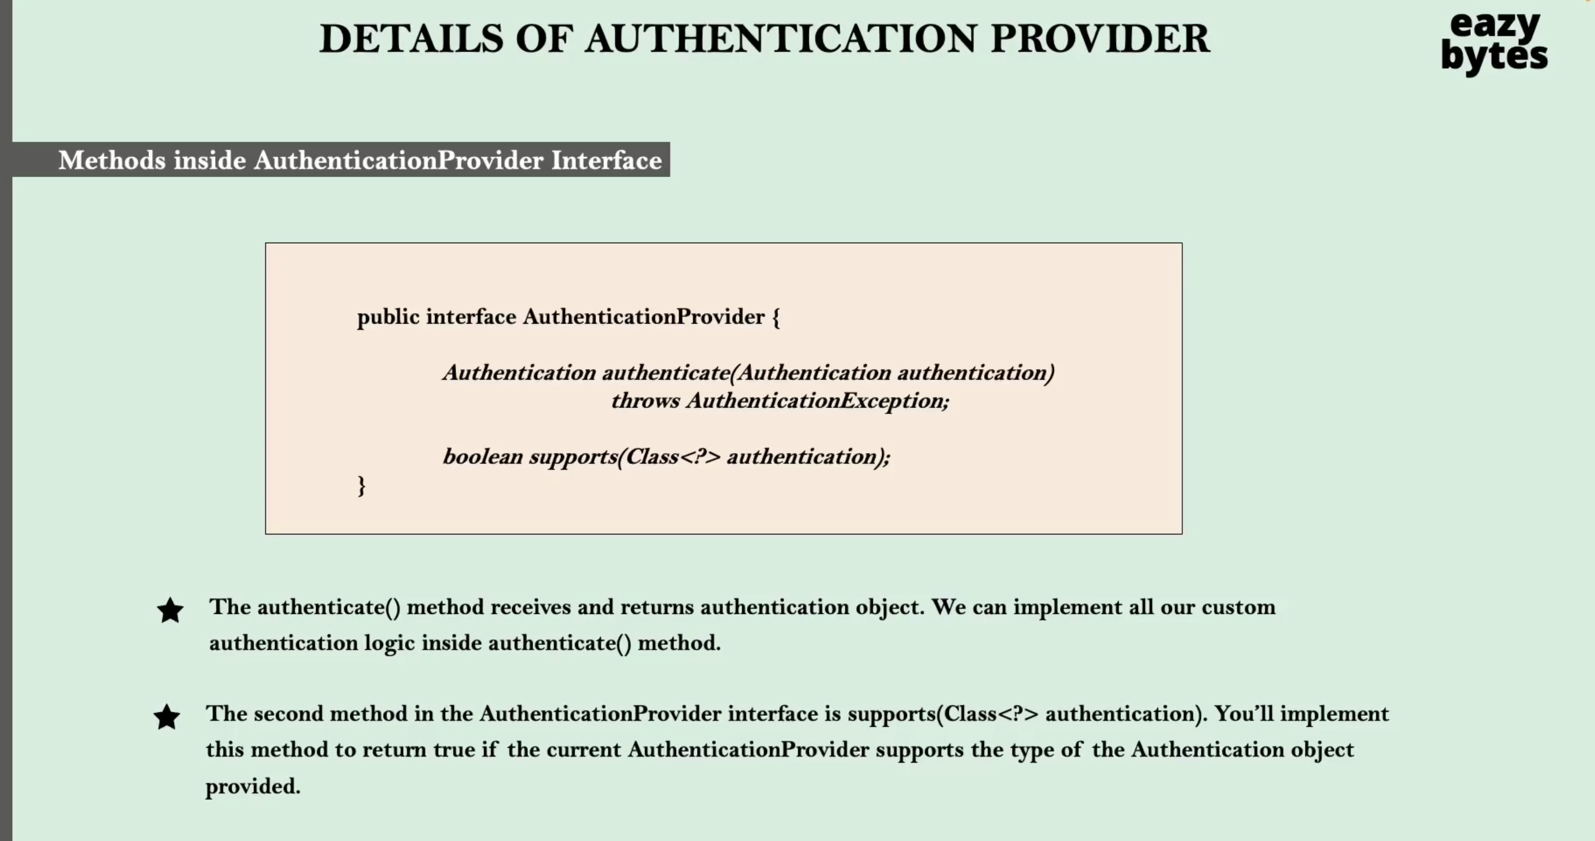 DETAILS OF AUTHENTICATION PROVIDER
eazy
bytes
Methods inside AuthenticationProvider Interface
public interface AuthenticationProvider {
Authentication authenticate(Authentication authentication)
throws AuthenticationException;
boolean supports(Class<?> authentication);
}
The authenticate() method receives and returns authentication object. We can implement all our custom
authentication logic inside authenticate() method.
The second method in the AuthenticationProvider interface is supports(Class<?> authentication). You’ll implement
this method to return true if the current AuthenticationProvider supports the type of the Authentication object
provided.